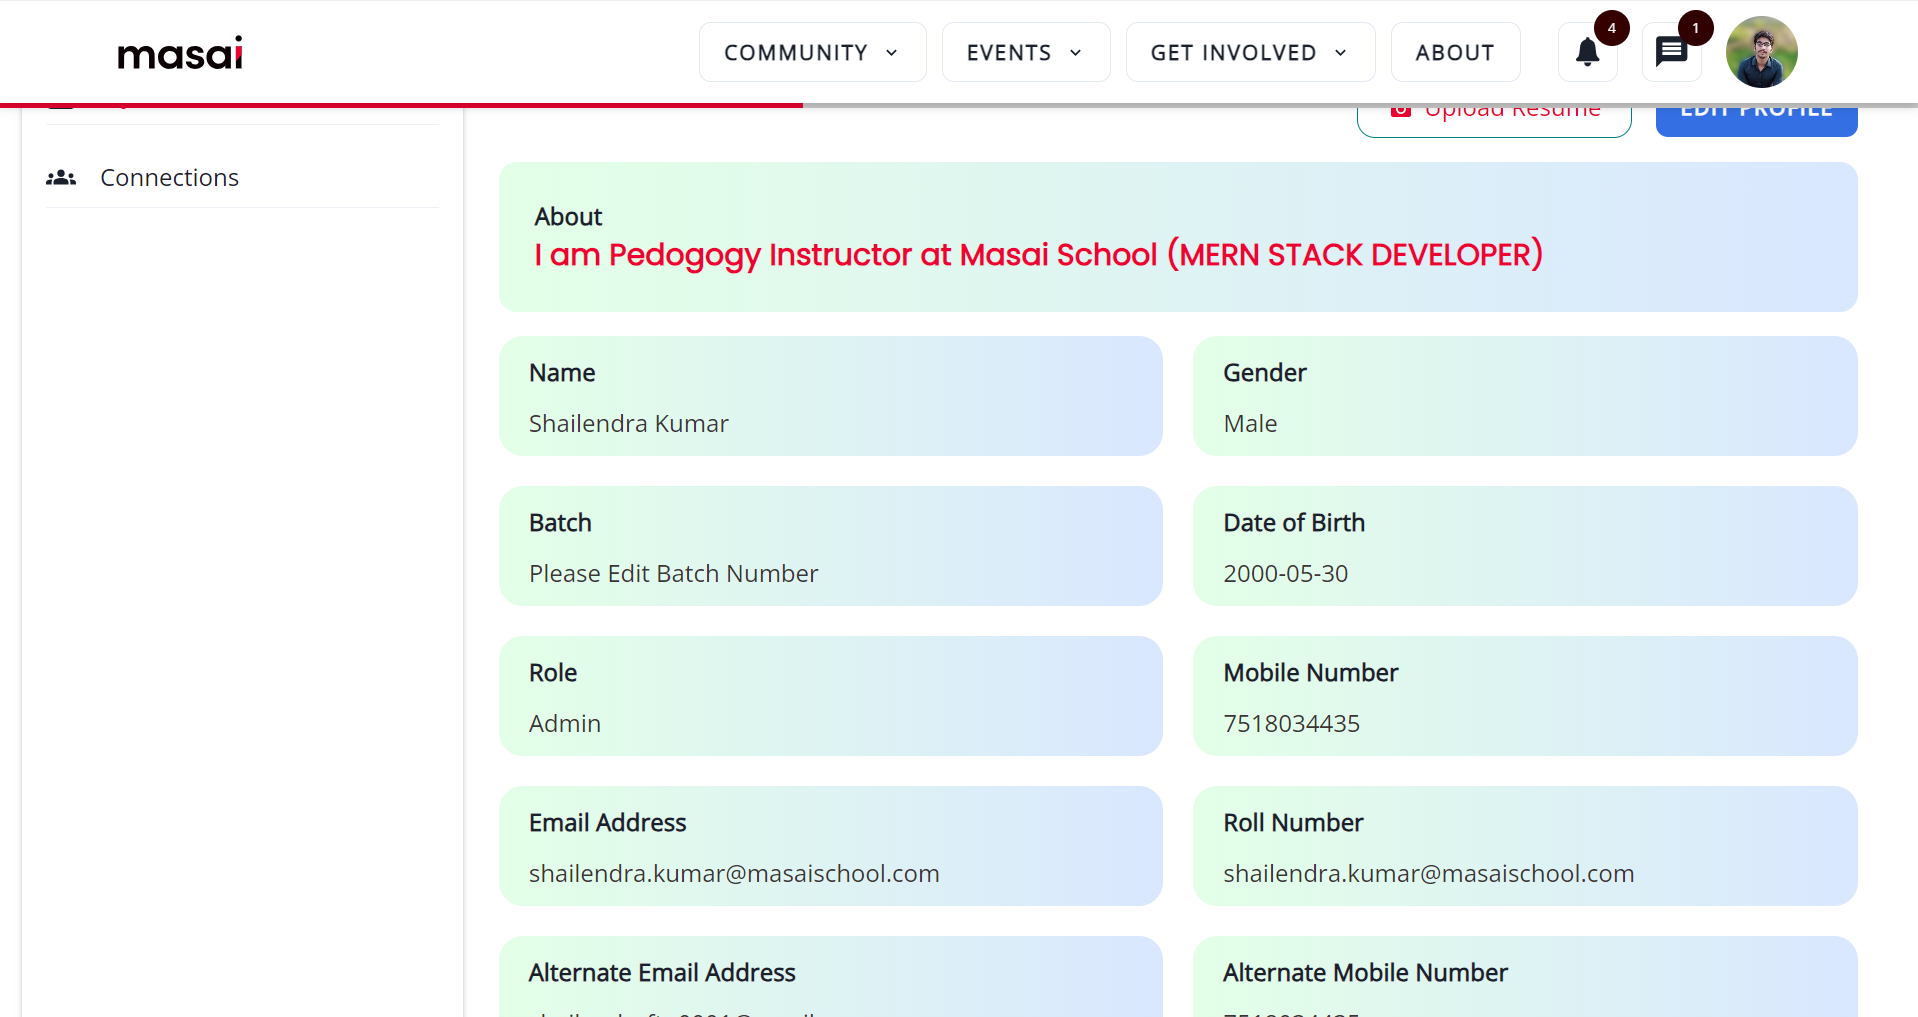 masai
COMMUNITY
EVENTS
GET INVOLVED
ABOUT
4
1
Upload Resume
EDIT PROFILE
Connections
About
I am Pedogogy Instructor at Masai School (MERN STACK DEVELOPER)
Name
Shailendra Kumar
Gender
Male
Batch
Please Edit Batch Number
Date of Birth
2000-05-30
Role
Admin
Mobile Number
7518034435
Email Address
shailendra.kumar@masaischool.com
Roll Number
shailendra.kumar@masaischool.com
Alternate Email Address
Alternate Mobile Number